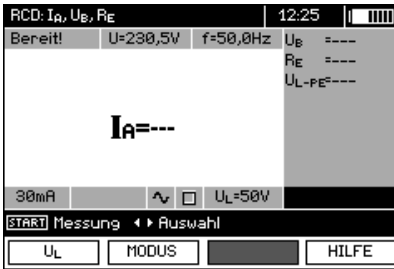 RCD: IA, UB, RE 12:25
Bereit! U=230,5V f=50,0Hz
UB =---
RE =---
UL-PE=---
IA=---
30mA UL=50V
START Messung Auswahl
UL MODUS HILFE